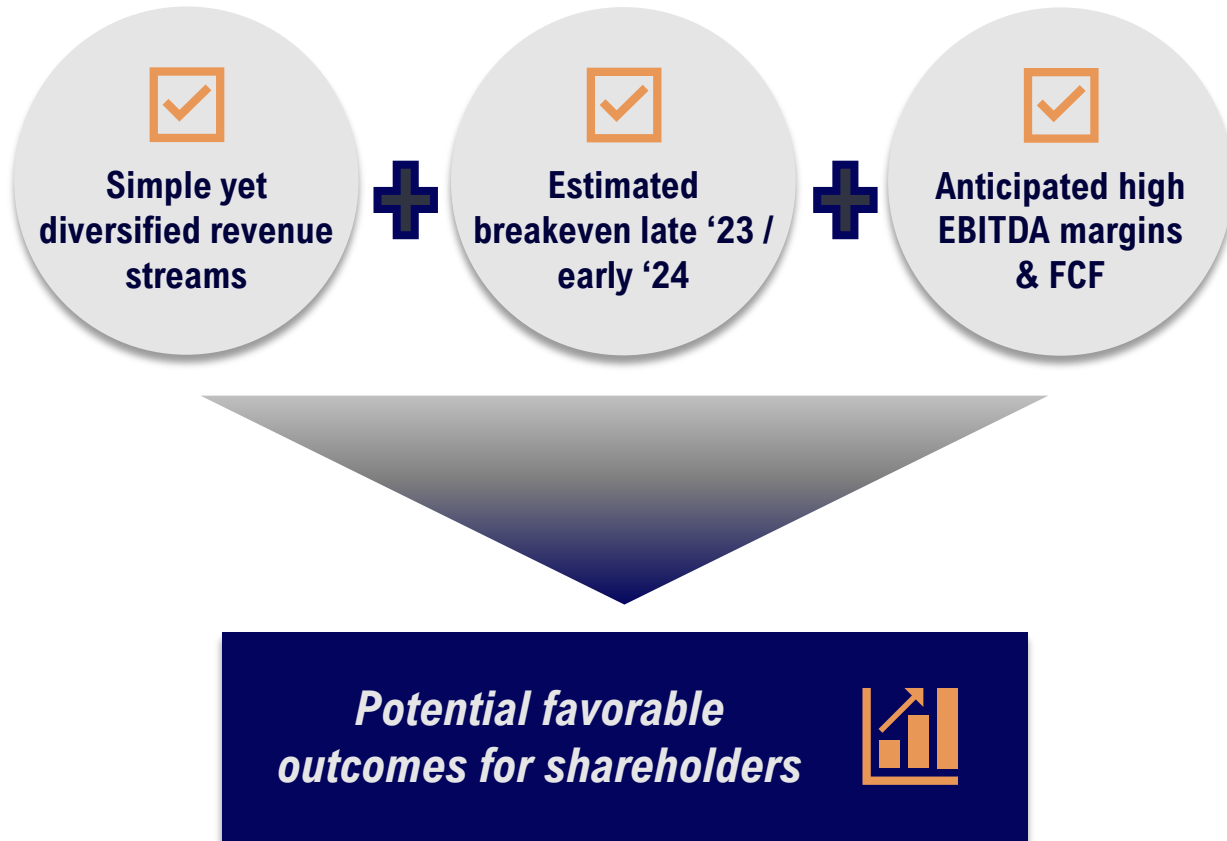 Simple yet
diversified revenue
streams
Estimated
breakeven late ‘23 /
early ‘24
Anticipated high
EBITDA margins
& FCF
Potential favorable
outcomes for shareholders